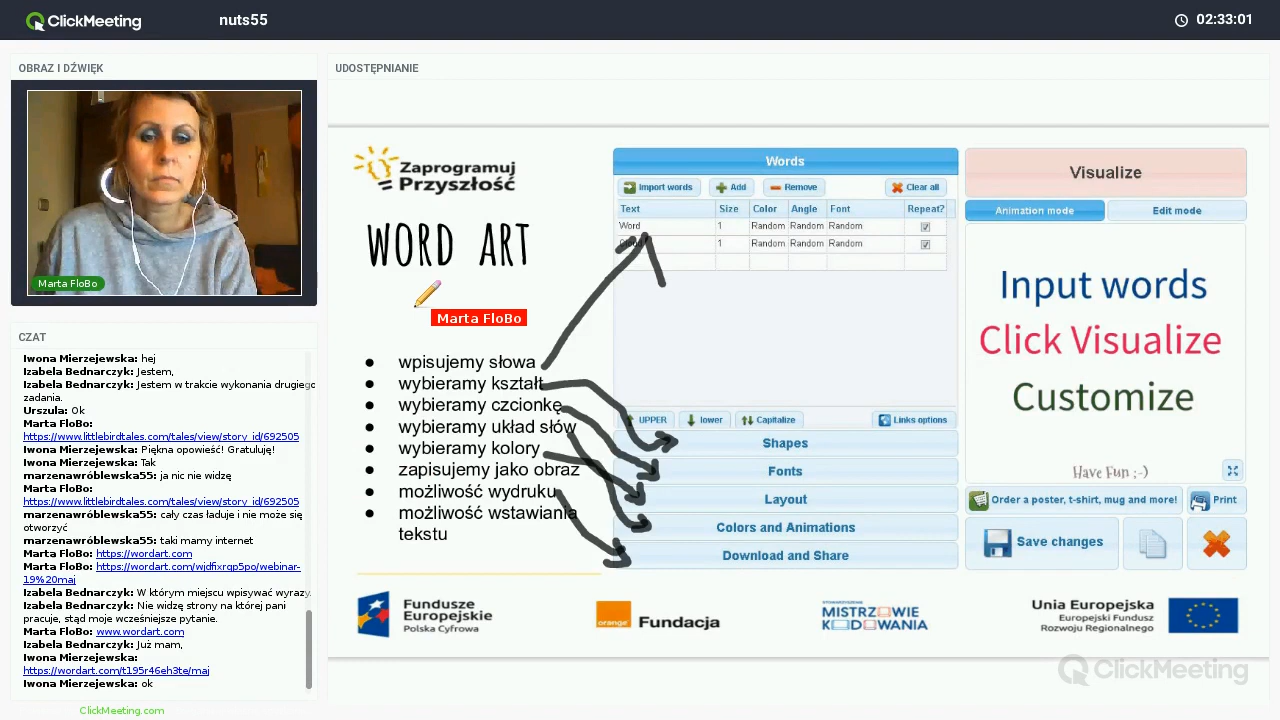 ClickMeeting
nuts55
02:33:01
OBRAZ I DŹWIĘK
Marta FloBo
CZAT
Iwona Mierzejewska: hej
Izabela Bednarczyk: Jestem,
Izabela Bednarczyk: Jestem w trakcie wykonania drugiego
zadania.
Urszula: Ok
Marta FloBo:
https://www.littlebirdtales.com/tales/view/story_id/692505
Iwona Mierzejewska: Piękna opowieść! Gratuluję!
Iwona Mierzejewska: Tak
marzenawróblewska55: ja nic nie widzę
Marta FloBo:
https://www.littlebirdtales.com/tales/view/story_id/692505
marzenawróblewska55: cały czas ładuje i nie może się
otworzyć
marzenawróblewska55: taki mamy internet
Marta FloBo: https://wordart.com
Marta FloBo: https://wordart.com/wjdfixrqp5po/webinar-
19%20maj
Izabela Bednarczyk: W którym miejscu wpisywać wyrazy.
Izabela Bednarczyk: Nie widzę strony na której pani
pracuje, stąd moje wcześniejsze pytanie.
Marta FloBo: www.wordart.com
Izabela Bednarczyk: Już mam,
Iwona Mierzejewska:
https://wordart.com/t195r46eh3te/maj
Iwona Mierzejewska: ok
ClickMeeting.com
UDOSTĘPNIANIE
Zaprogramuj
Przyszłość
WORD ART
Marta FloBo
● wpisujemy słowa
● wybieramy kształt
● wybieramy czcionkę
● wybieramy układ słów
● wybieramy kolory
● zapisujemy jako obraz
● możliwość wydruku
● możliwość wstawiania
tekstu
Words
Import words Add Remove Clear all
Text Size Color Angle Font Repeat?
Word 1 Random Random Random
1 Random Random Random
UPPER lower Capitalize Links options
Shapes
Fonts
Layout
Colors and Animations
Download and Share
Visualize
Animation mode Edit mode
Input words
Click Visualize
Customize
Have Fun ;-)
Order a poster, t-shirt, mug and more! Print
Save changes
Fundusze
Europejskie
Polska Cyfrowa
orange
Fundacja
STOWARZYSZENIE
MISTRZOWIE
KODOWANIA
Unia Europejska
Europejski Fundusz
Rozwoju Regionalnego
ClickMeeting